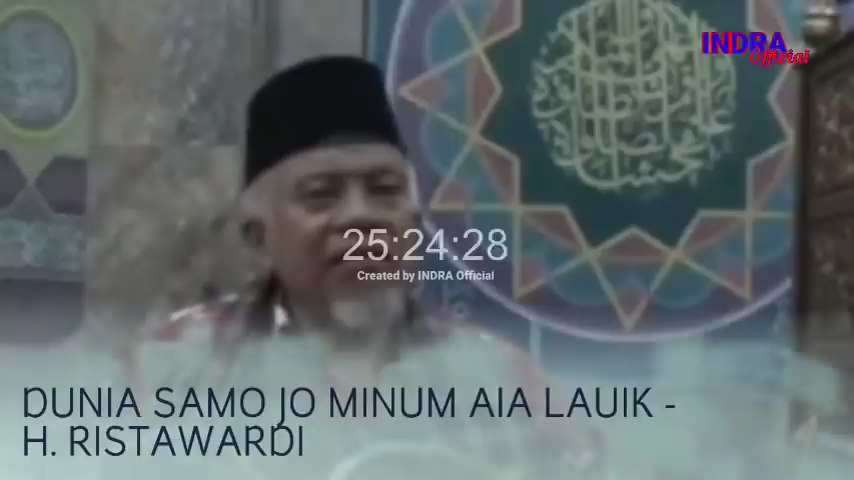 INDRA
Official
25:24:28
Created by INDRA Official
DUNIA SAMO JO MINUM AIA LAUIK -
H. RISTAWARDI